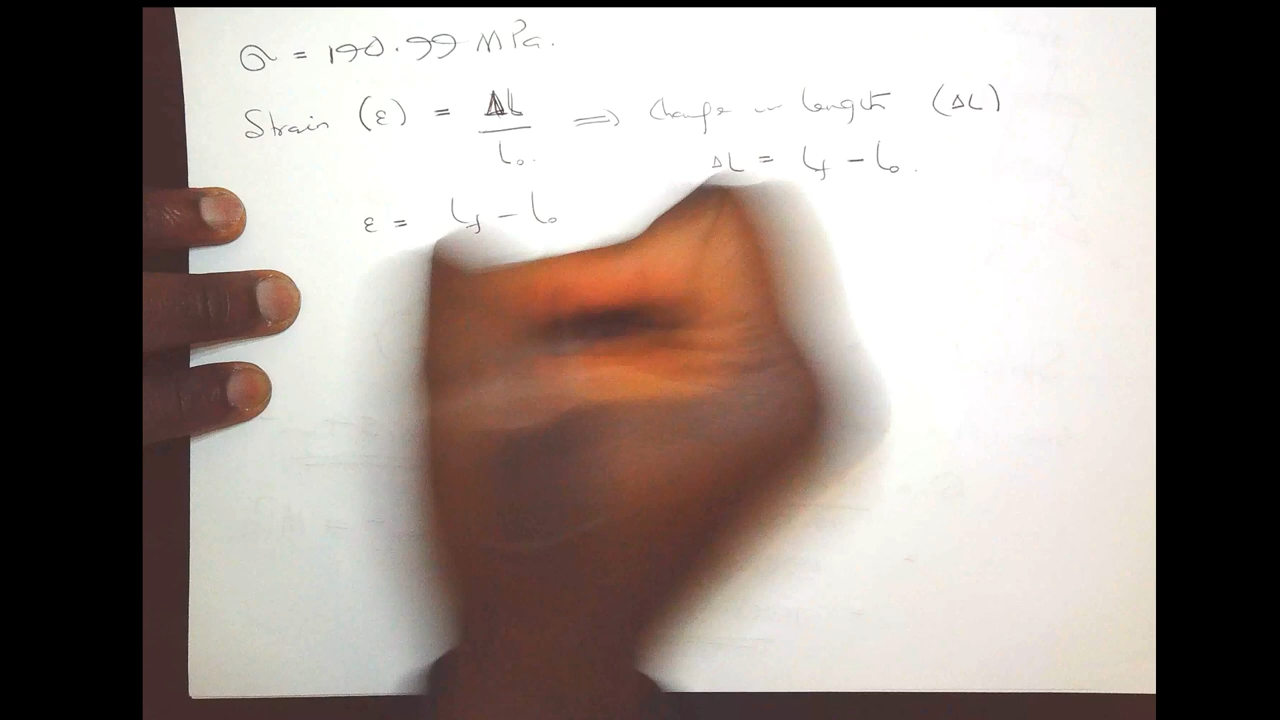 σ = 190.99 MPa.
Strain (ε) = ΔL / L₀. ⇒ change in length (ΔL)
ΔL = Lf − L₀.
ε = Lf − L₀